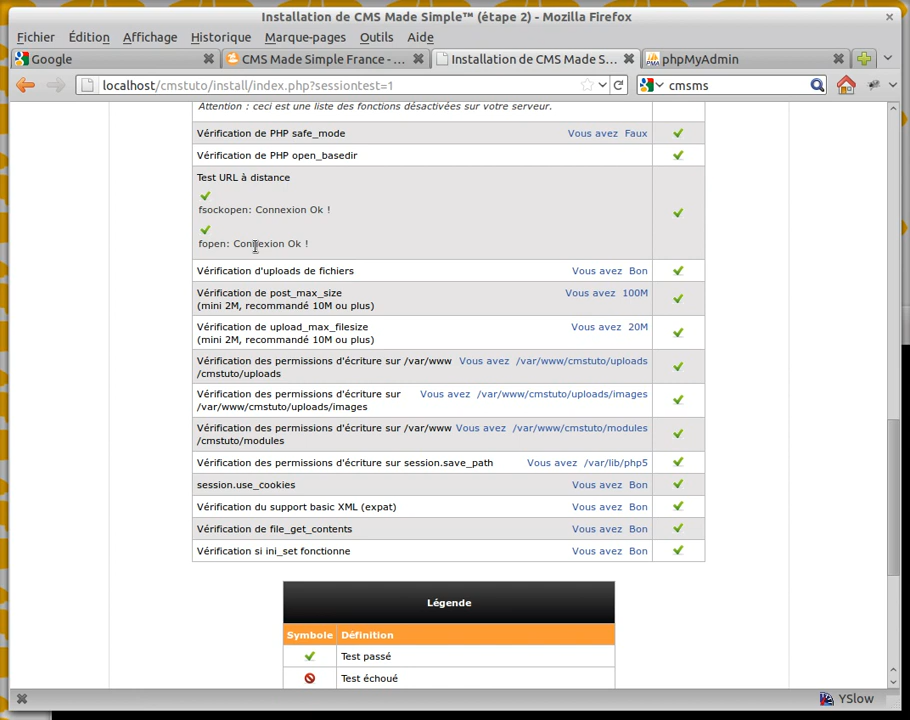 Installation de CMS Made Simple™ (étape 2) - Mozilla Firefox
Fichier Édition Affichage Historique Marque-pages Outils Aide
Google CMS Made Simple France - ... Installation de CMS Made S... phpMyAdmin
localhost/cmstuto/install/index.php?sessiontest=1 cmsms
Attention : ceci est une liste des fonctions désactivées sur votre serveur.
Vérification de PHP safe_mode Vous avez Faux
Vérification de PHP open_basedir
Test URL à distance
fsockopen: Connexion Ok !
fopen: Connexion Ok !
Vérification d'uploads de fichiers Vous avez Bon
Vérification de post_max_size Vous avez 100M
(mini 2M, recommandé 10M ou plus)
Vérification de upload_max_filesize Vous avez 20M
(mini 2M, recommandé 10M ou plus)
Vérification des permissions d'écriture sur /var/www Vous avez /var/www/cmstuto/uploads
/cmstuto/uploads
Vérification des permissions d'écriture sur Vous avez /var/www/cmstuto/uploads/images
/var/www/cmstuto/uploads/images
Vérification des permissions d'écriture sur /var/www Vous avez /var/www/cmstuto/modules
/cmstuto/modules
Vérification des permissions d'écriture sur session.save_path Vous avez /var/lib/php5
session.use_cookies Vous avez Bon
Vérification du support basic XML (expat) Vous avez Bon
Vérification de file_get_contents Vous avez Bon
Vérification si ini_set fonctionne Vous avez Bon
Légende
Symbole Définition
Test passé
Test échoué
YSlow